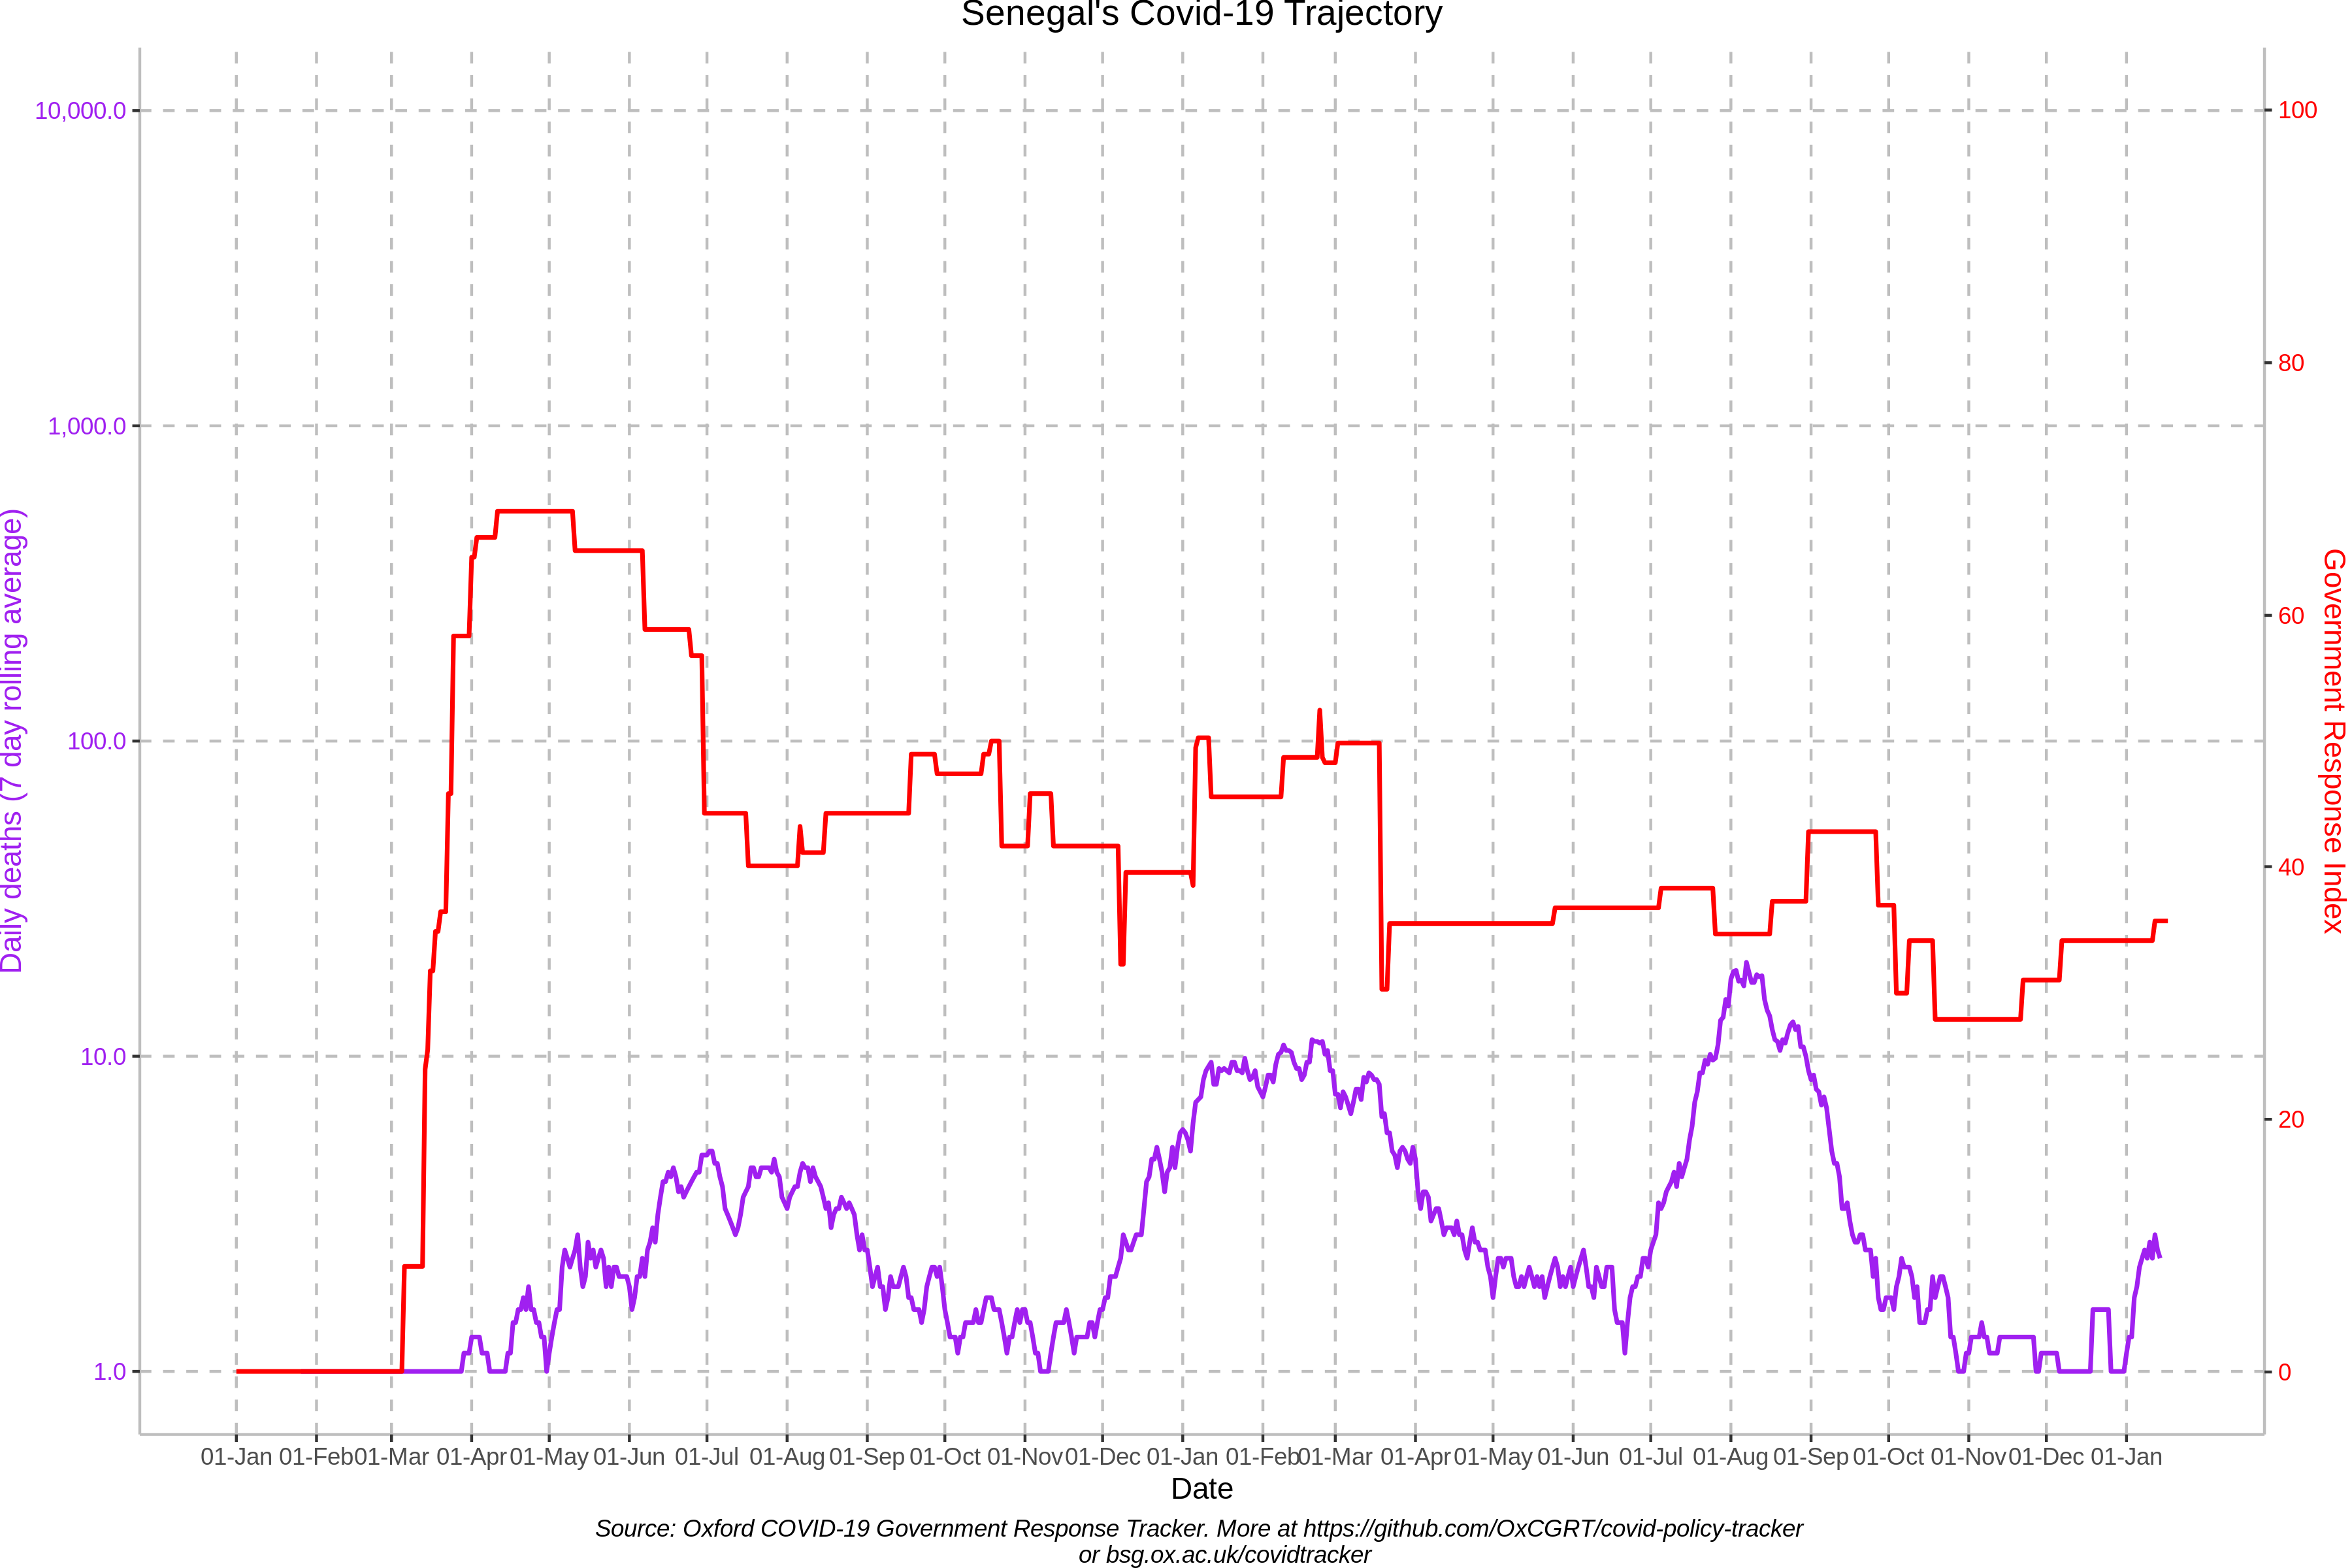 Senegal's Covid-19 Trajectory
10,000.0
1,000.0
100.0
10.0
1.0
Daily deaths (7 day rolling average)
100
80
60
40
20
0
Government Response Index
01-Jan 01-Feb 01-Mar 01-Apr 01-May 01-Jun 01-Jul 01-Aug 01-Sep 01-Oct 01-Nov 01-Dec 01-Jan 01-Feb 01-Mar 01-Apr 01-May 01-Jun 01-Jul 01-Aug 01-Sep 01-Oct 01-Nov 01-Dec 01-Jan
Date
Source: Oxford COVID-19 Government Response Tracker. More at https://github.com/OxCGRT/covid-policy-tracker
or bsg.ox.ac.uk/covidtracker